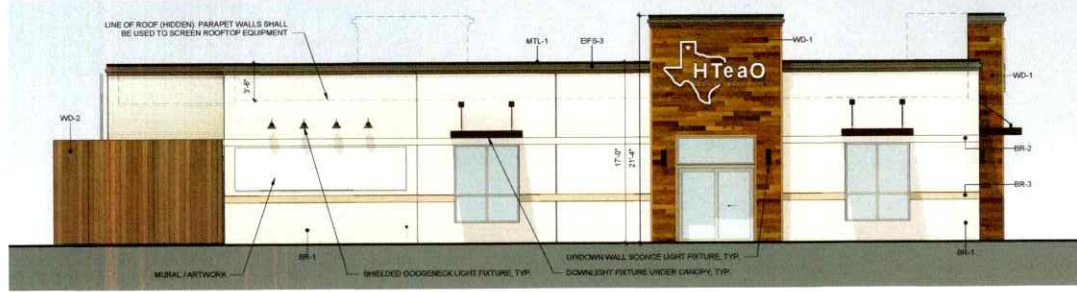 LINE OF ROOF (HIDDEN). PARAPET WALLS SHALL
BE USED TO SCREEN ROOFTOP EQUIPMENT
MTL-1
EIFS-3
WD-1
HTeaO
WD-1
3'-6"
WD-2
17'-0"
21'-4"
BR-2
BR-3
BR-1
BR-1
MURAL / ARTWORK
SHIELDED GOOSENECK LIGHT FIXTURE, TYP.
UP/DOWN WALL SCONCE LIGHT FIXTURE, TYP.
DOWNLIGHT FIXTURE UNDER CANOPY, TYP.